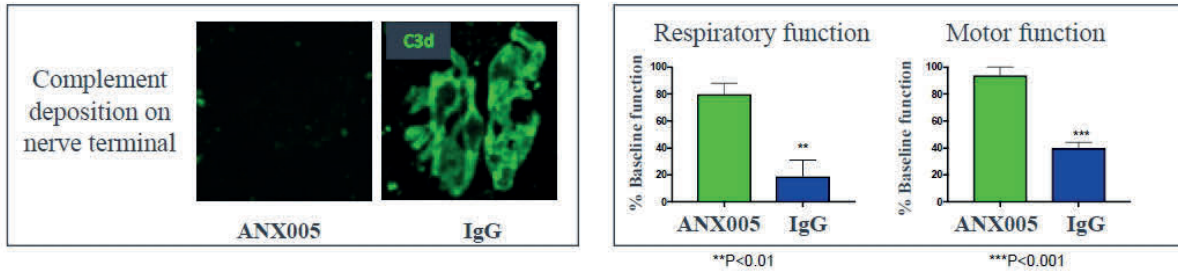 Complement
deposition on
nerve terminal
C3d
ANX005
IgG
Respiratory function
% Baseline function
100
80
60
40
20
0
**
ANX005
IgG
**P<0.01
Motor function
% Baseline function
100
80
60
40
20
0
***
ANX005
IgG
***P<0.001